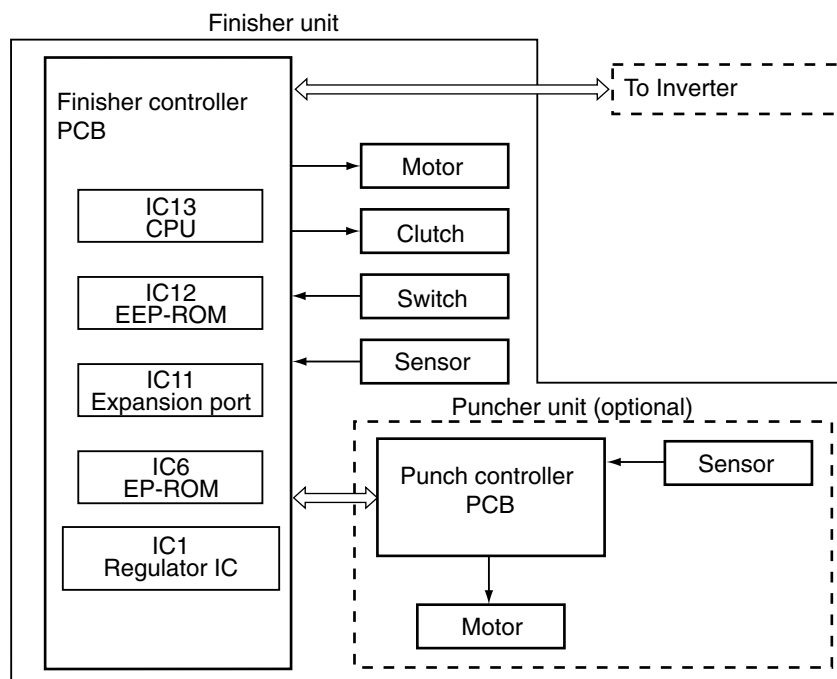 Finisher unit
Finisher controller
PCB
To Inverter
Motor
IC13
CPU
Clutch
IC12
EEP-ROM
Switch
Sensor
IC11
Expansion port
Puncher unit (optional)
IC6
EP-ROM
Punch controller
PCB
Sensor
IC1
Regulator IC
Motor